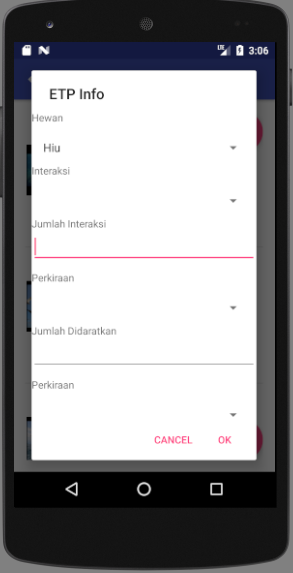 3:06
ETP Info
Hewan
Hiu
Interaksi
Jumlah Interaksi
Perkiraan
Jumlah Didaratkan
Perkiraan
CANCEL OK